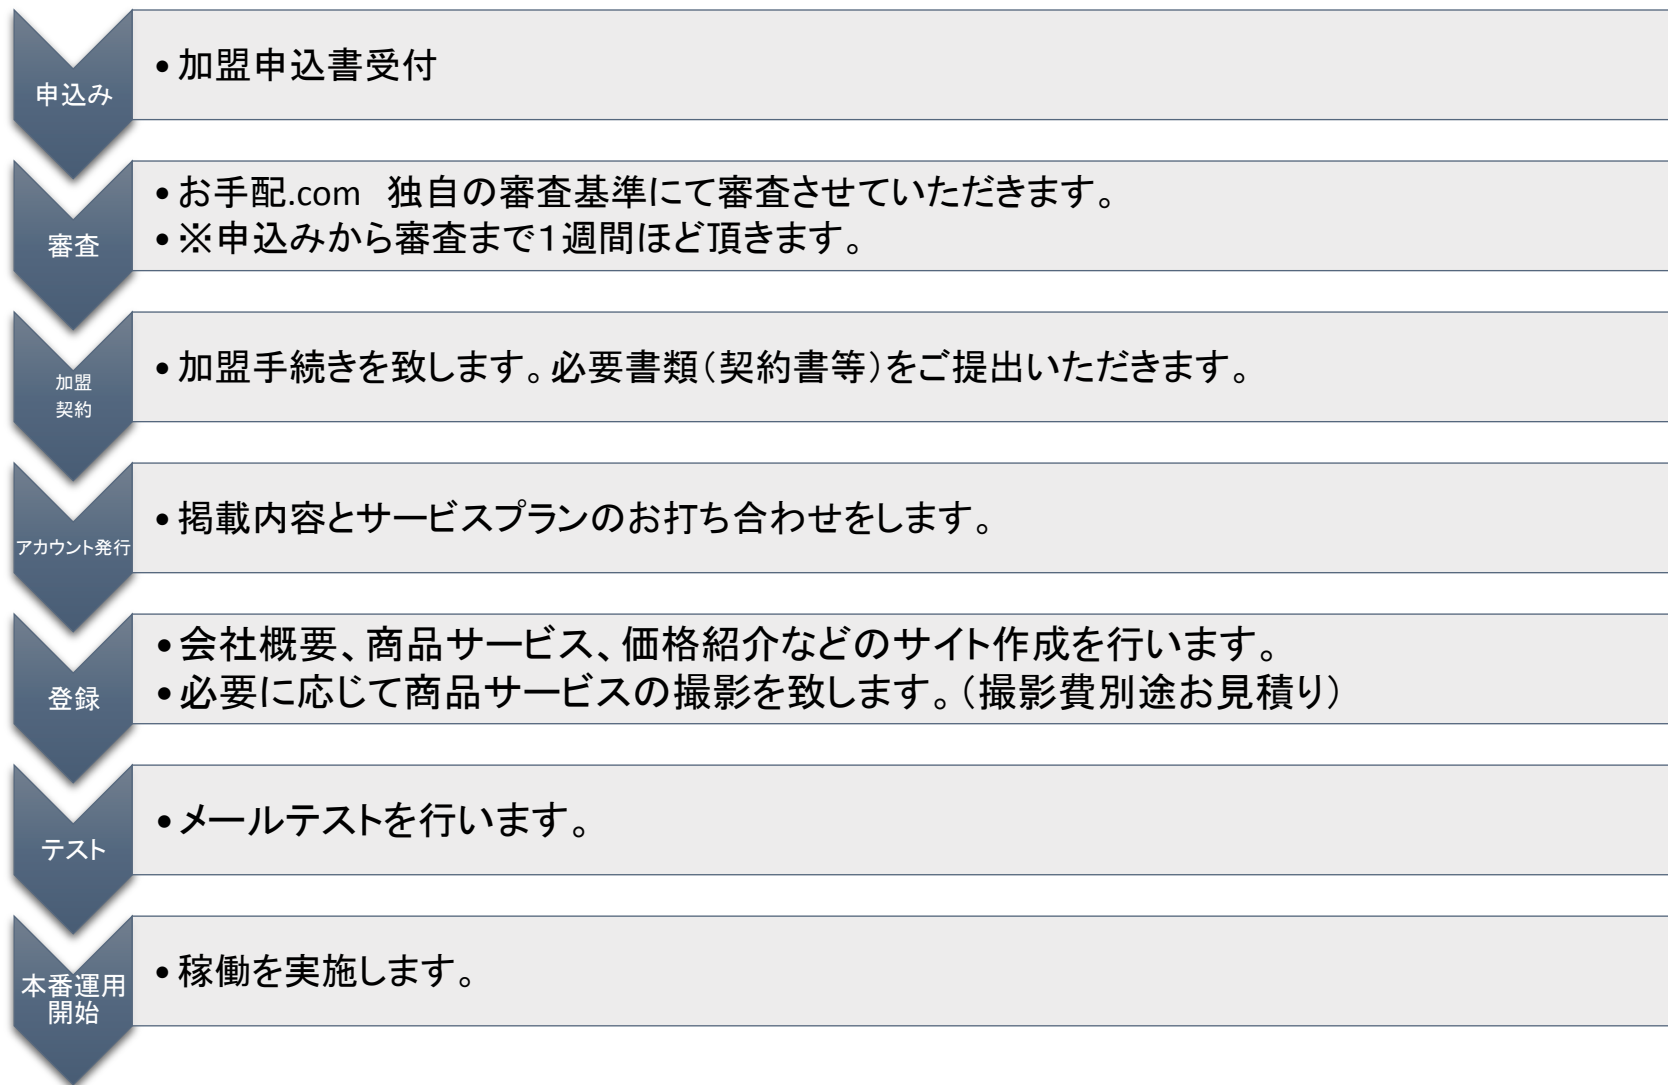 申込み
• 加盟申込書受付
審査
• お手配.com　独自の審査基準にて審査させていただきます。
• ※申込みから審査まで１週間ほど頂きます。
加盟
契約
• 加盟手続きを致します。必要書類（契約書等）をご提出いただきます。
アカウント発行
• 掲載内容とサービスプランのお打ち合わせをします。
登録
• 会社概要、商品サービス、価格紹介などのサイト作成を行います。
• 必要に応じて商品サービスの撮影を致します。（撮影費別途お見積り）
テスト
• メールテストを行います。
本番運用
開始
• 稼働を実施します。